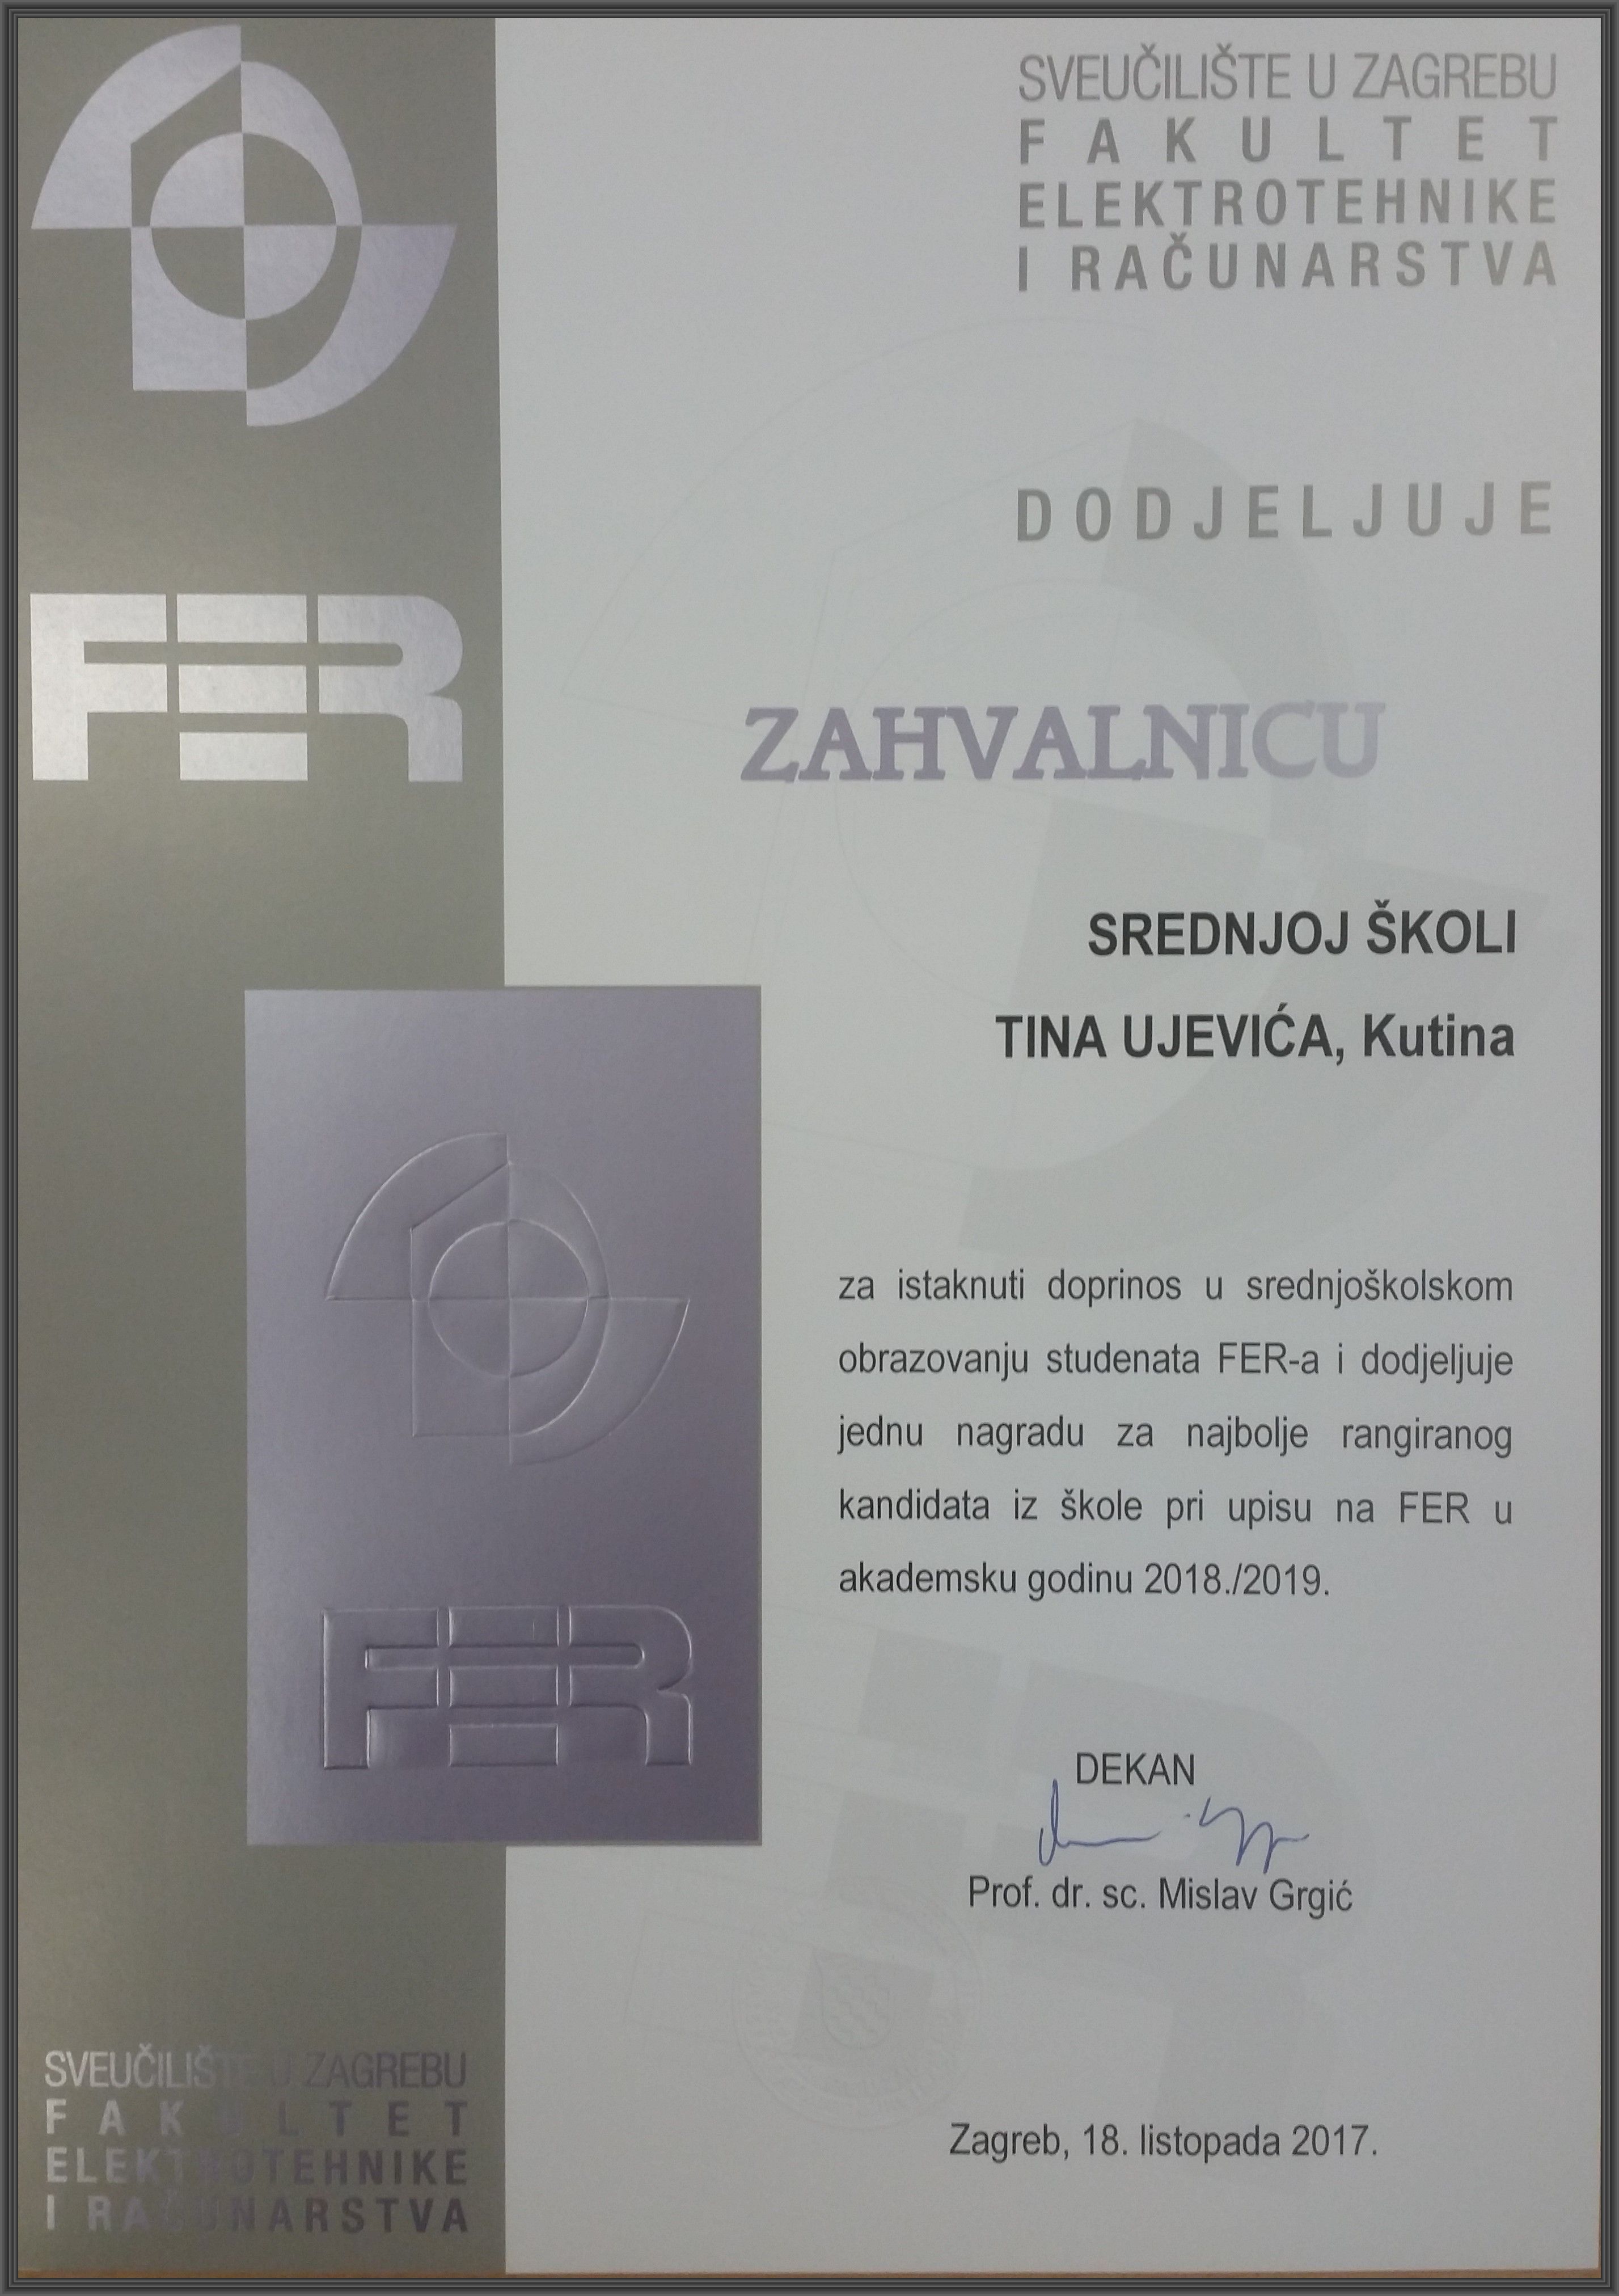 SVEUČILIŠTE U ZAGREBU
FAKULTET
ELEKTROTEHNIKE
I RAČUNARSTVA
DODJELJUJE
FER
ZAHVALNICU
SREDNJOJ ŠKOLI
TINA UJEVIĆA, Kutina
za istaknuti doprinos u srednjoškolskom
obrazovanju studenata FER-a i dodjeljuje
jednu nagradu za najbolje rangiranog
kandidata iz škole pri upisu na FER u
akademsku godinu 2018./2019.
FER
DEKAN
Prof. dr. sc. Mislav Grgić
Zagreb, 18. listopada 2017.
SVEUČILIŠTE U ZAGREBU
FAKULTET
ELEKTROTEHNIKE
I RAČUNARSTVA